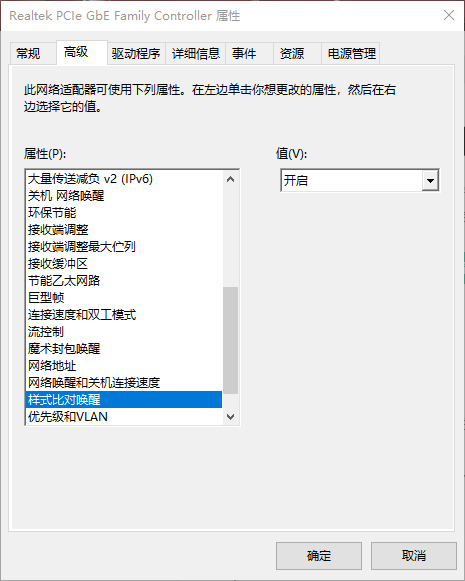 Realtek PCIe GbE Family Controller 属性
常规 高级 驱动程序 详细信息 事件 资源 电源管理
此网络适配器可使用下列属性。在左边单击你想更改的属性，然后在右
边选择它的值。
属性(P): 值(V):
大量传送减负 v2 (IPv6) 开启
关机 网络唤醒
环保节能
接收端调整
接收端调整最大伫列
接收缓冲区
节能乙太网路
巨型帧
连接速度和双工模式
流控制
魔术封包唤醒
网络地址
网络唤醒和关机连接速度
样式比对唤醒
优先级和VLAN
确定 取消